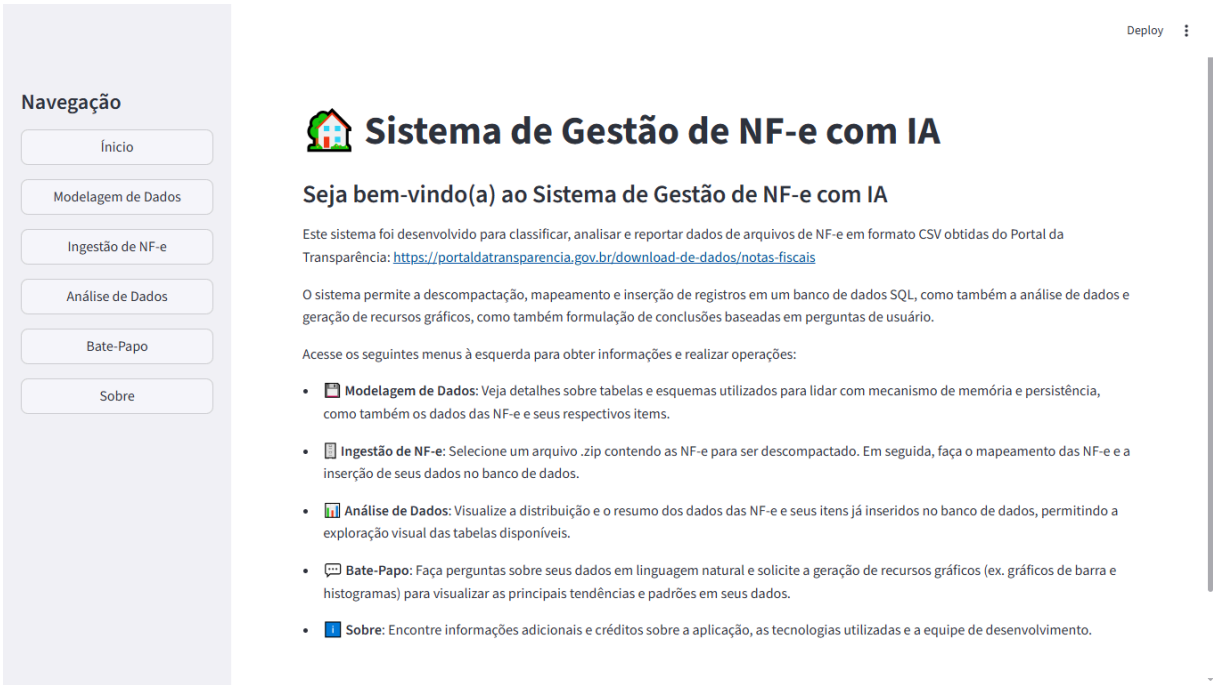 Deploy
Navegação
Ínicio
Modelagem de Dados
Ingestão de NF-e
Análise de Dados
Bate-Papo
Sobre
Sistema de Gestão de NF-e com IA
Seja bem-vindo(a) ao Sistema de Gestão de NF-e com IA
Este sistema foi desenvolvido para classificar, analisar e reportar dados de arquivos de NF-e em formato CSV obtidas do Portal da
Transparência: https://portaldatransparencia.gov.br/download-de-dados/notas-fiscais
O sistema permite a descompactação, mapeamento e inserção de registros em um banco de dados SQL, como também a análise de dados e
geração de recursos gráficos, como também formulação de conclusões baseadas em perguntas de usuário.
Acesse os seguintes menus à esquerda para obter informações e realizar operações:
• Modelagem de Dados: Veja detalhes sobre tabelas e esquemas utilizados para lidar com mecanismo de memória e persistência,
como também os dados das NF-e e seus respectivos items.
• Ingestão de NF-e: Selecione um arquivo .zip contendo as NF-e para ser descompactado. Em seguida, faça o mapeamento das NF-e e a
inserção de seus dados no banco de dados.
• Análise de Dados: Visualize a distribuição e o resumo dos dados das NF-e e seus itens já inseridos no banco de dados, permitindo a
exploração visual das tabelas disponíveis.
• Bate-Papo: Faça perguntas sobre seus dados em linguagem natural e solicite a geração de recursos gráficos (ex. gráficos de barra e
histogramas) para visualizar as principais tendências e padrões em seus dados.
• Sobre: Encontre informações adicionais e créditos sobre a aplicação, as tecnologias utilizadas e a equipe de desenvolvimento.